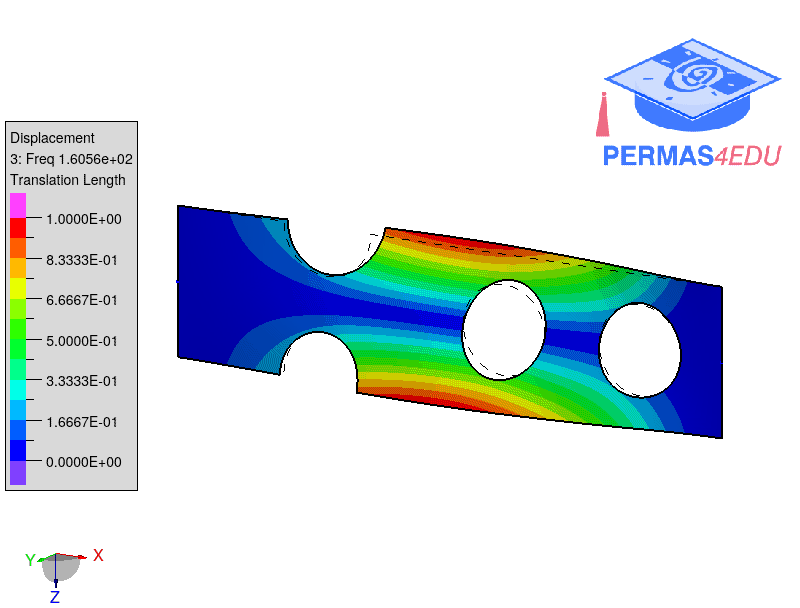 PERMAS4EDU
Displacement
3: Freq 1.6056e+02
Translation Length
1.0000E+00
8.3333E-01
6.6667E-01
5.0000E-01
3.3333E-01
1.6667E-01
0.0000E+00
Y
X
Z